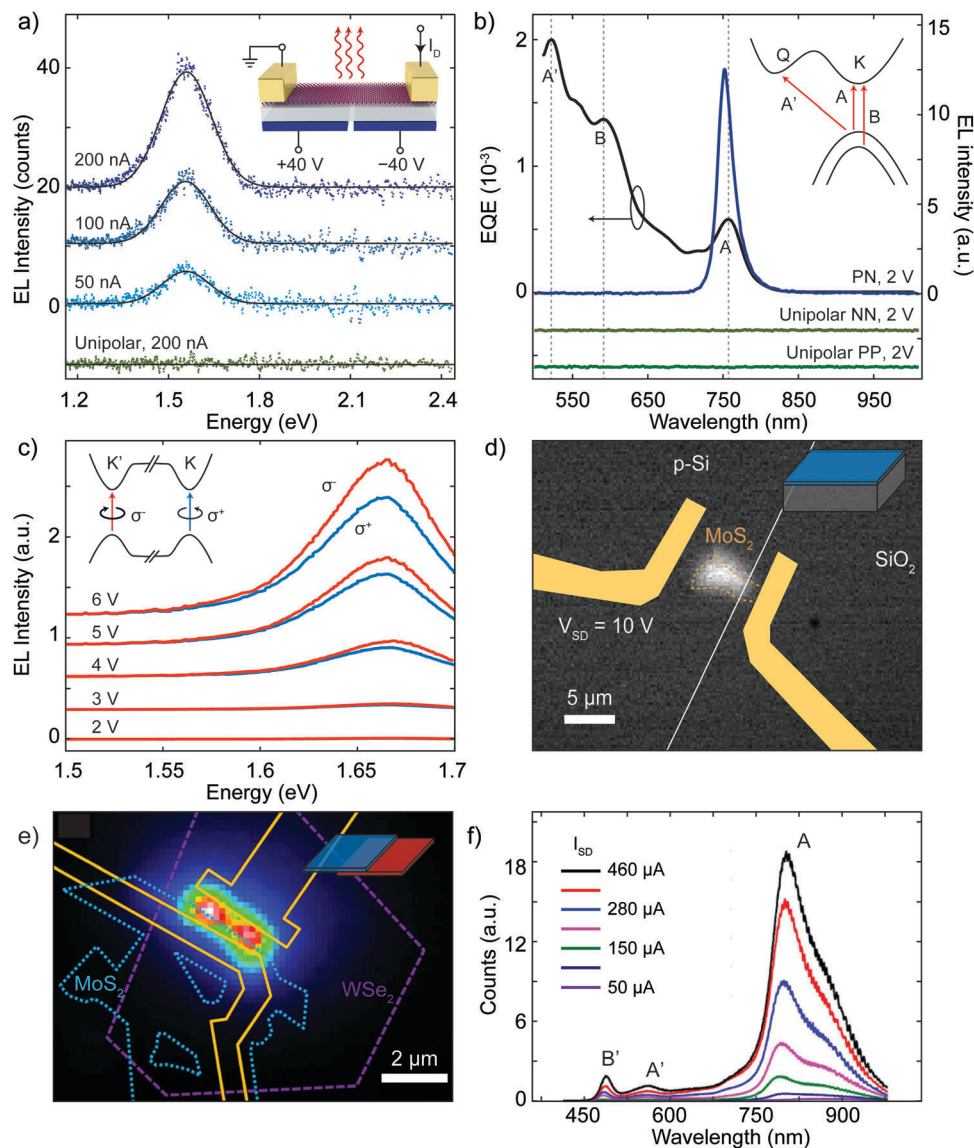 a)
EL Intensity (counts)
40
20
0
200 nA
100 nA
50 nA
Unipolar, 200 nA
I_D
+40 V
−40 V
1.2
1.5
1.8
2.1
2.4
Energy (eV)
b)
EQE (10⁻³)
2
1
0
A'
B
A
Q
K
A'
A
B
PN, 2 V
Unipolar NN, 2 V
Unipolar PP, 2V
15
10
5
0
EL intensity (a.u.)
550
650
750
850
950
Wavelength (nm)
c)
EL Intensity (a.u.)
2
1
0
K'
K
σ⁻
σ⁺
σ⁻
σ⁺
6 V
5 V
4 V
3 V
2 V
1.5
1.55
1.6
1.65
1.7
Energy (eV)
d)
p-Si
MoS₂
SiO₂
V_SD = 10 V
5 μm
e)
MoS₂
WSe₂
2 μm
f)
Counts (a.u.)
18
12
6
0
I_SD
460 μA
280 μA
150 μA
50 μA
A
B'
A'
450
600
750
900
Wavelength (nm)